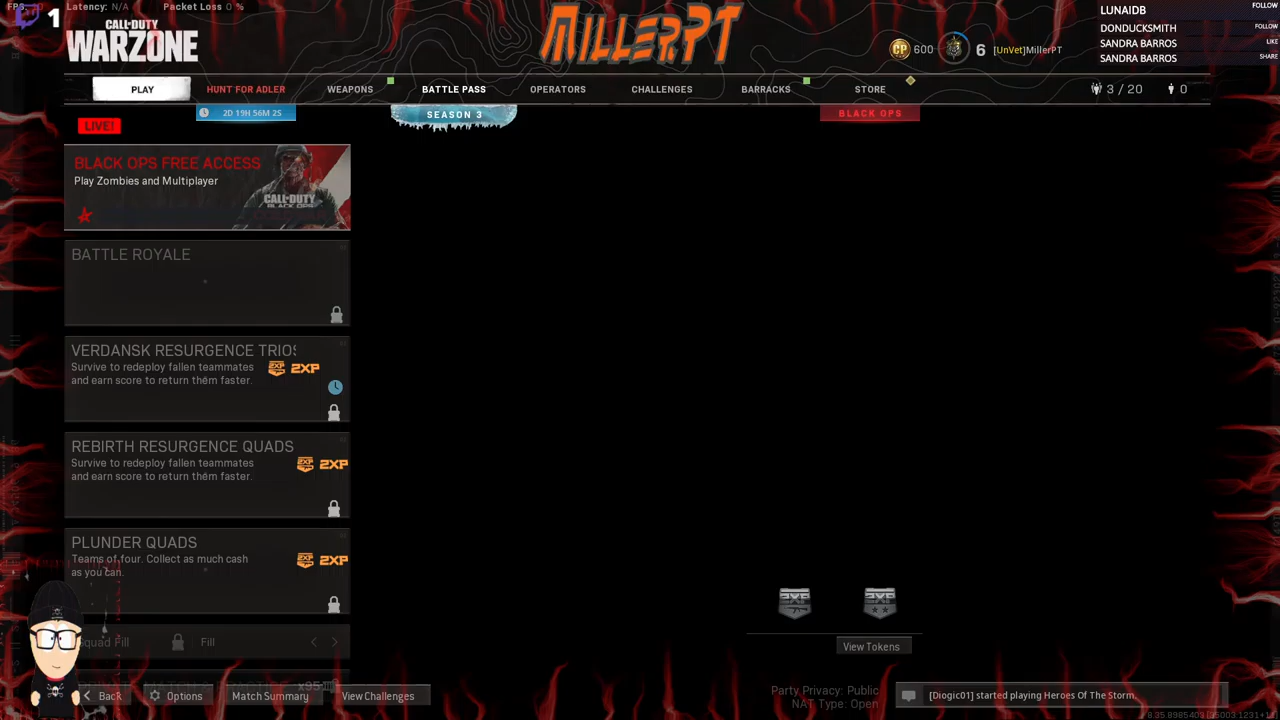 FPS: Latency: N/A Packet Loss 0 %
1
CALL·DUTY
WARZONE
MILLERPT
CP 600
6 [UnVet]MillerPT
LUNAIDB FOLLOW
DONDUCKSMITH FOLLOW
SANDRA BARROS LIKE
SANDRA BARROS SHARE
PLAY
HUNT FOR ADLER
WEAPONS
BATTLE PASS
OPERATORS
CHALLENGES
BARRACKS
STORE
3 / 20
0
2D 19H 56M 2S
SEASON 3
BLACK OPS
LIVE!
BLACK OPS FREE ACCESS
Play Zombies and Multiplayer
CALL·DUTY
BLACK OPS
BATTLE ROYALE
VERDANSK RESURGENCE TRIOS
Survive to redeploy fallen teammates
and earn score to return them faster.
2XP
REBIRTH RESURGENCE QUADS
Survive to redeploy fallen teammates
and earn score to return them faster.
2XP
PLUNDER QUADS
Teams of four. Collect as much cash
as you can.
2XP
quad Fill
Fill
View Tokens
x95
Back
Options
Match Summary
View Challenges
Party Privacy: Public
NAT Type: Open
[Diogic01] started playing Heroes Of The Storm.